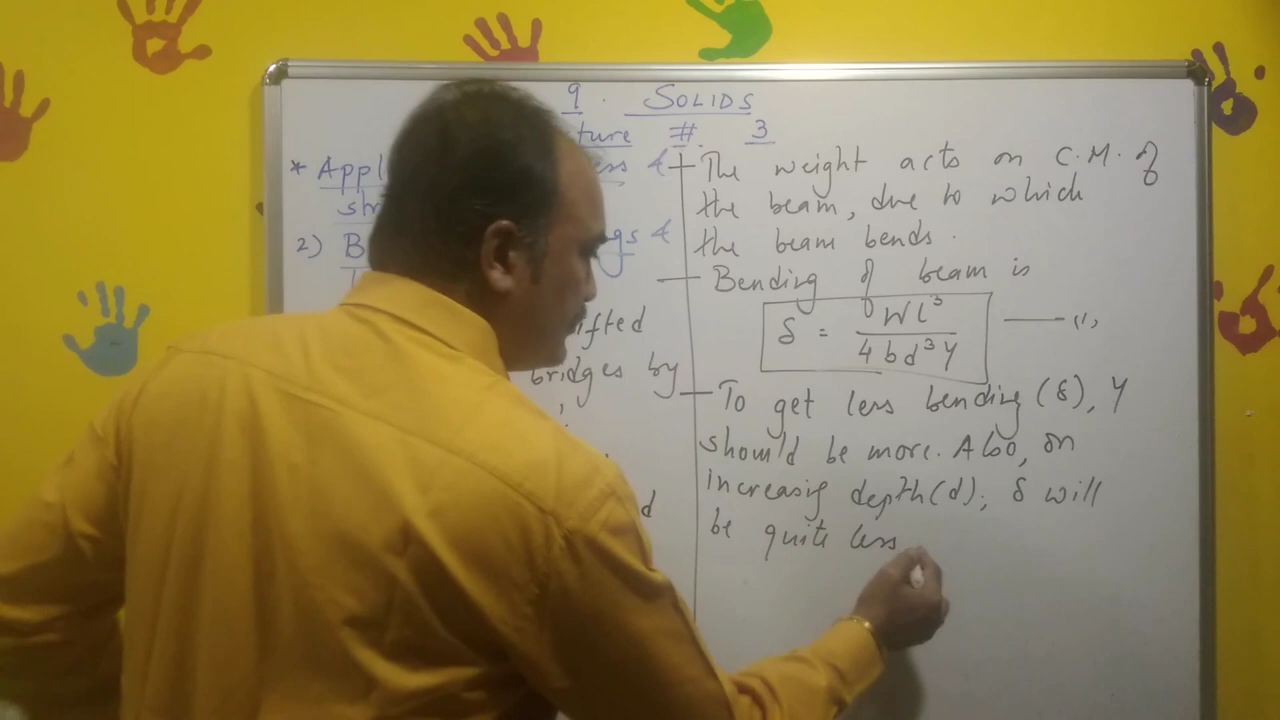 9. SOLIDS
ture # 3
* Appl ess &
str
2) B gs &
ifted
bridges by
d
The weight acts on C.M. of
the beam, due to which
the beam bends.
Bending of beam is
δ = Wl³ / 4bd³Y — (1)
To get less bending (δ), Y
should be more. Also, on
increasing depth(d), δ will
be quite less